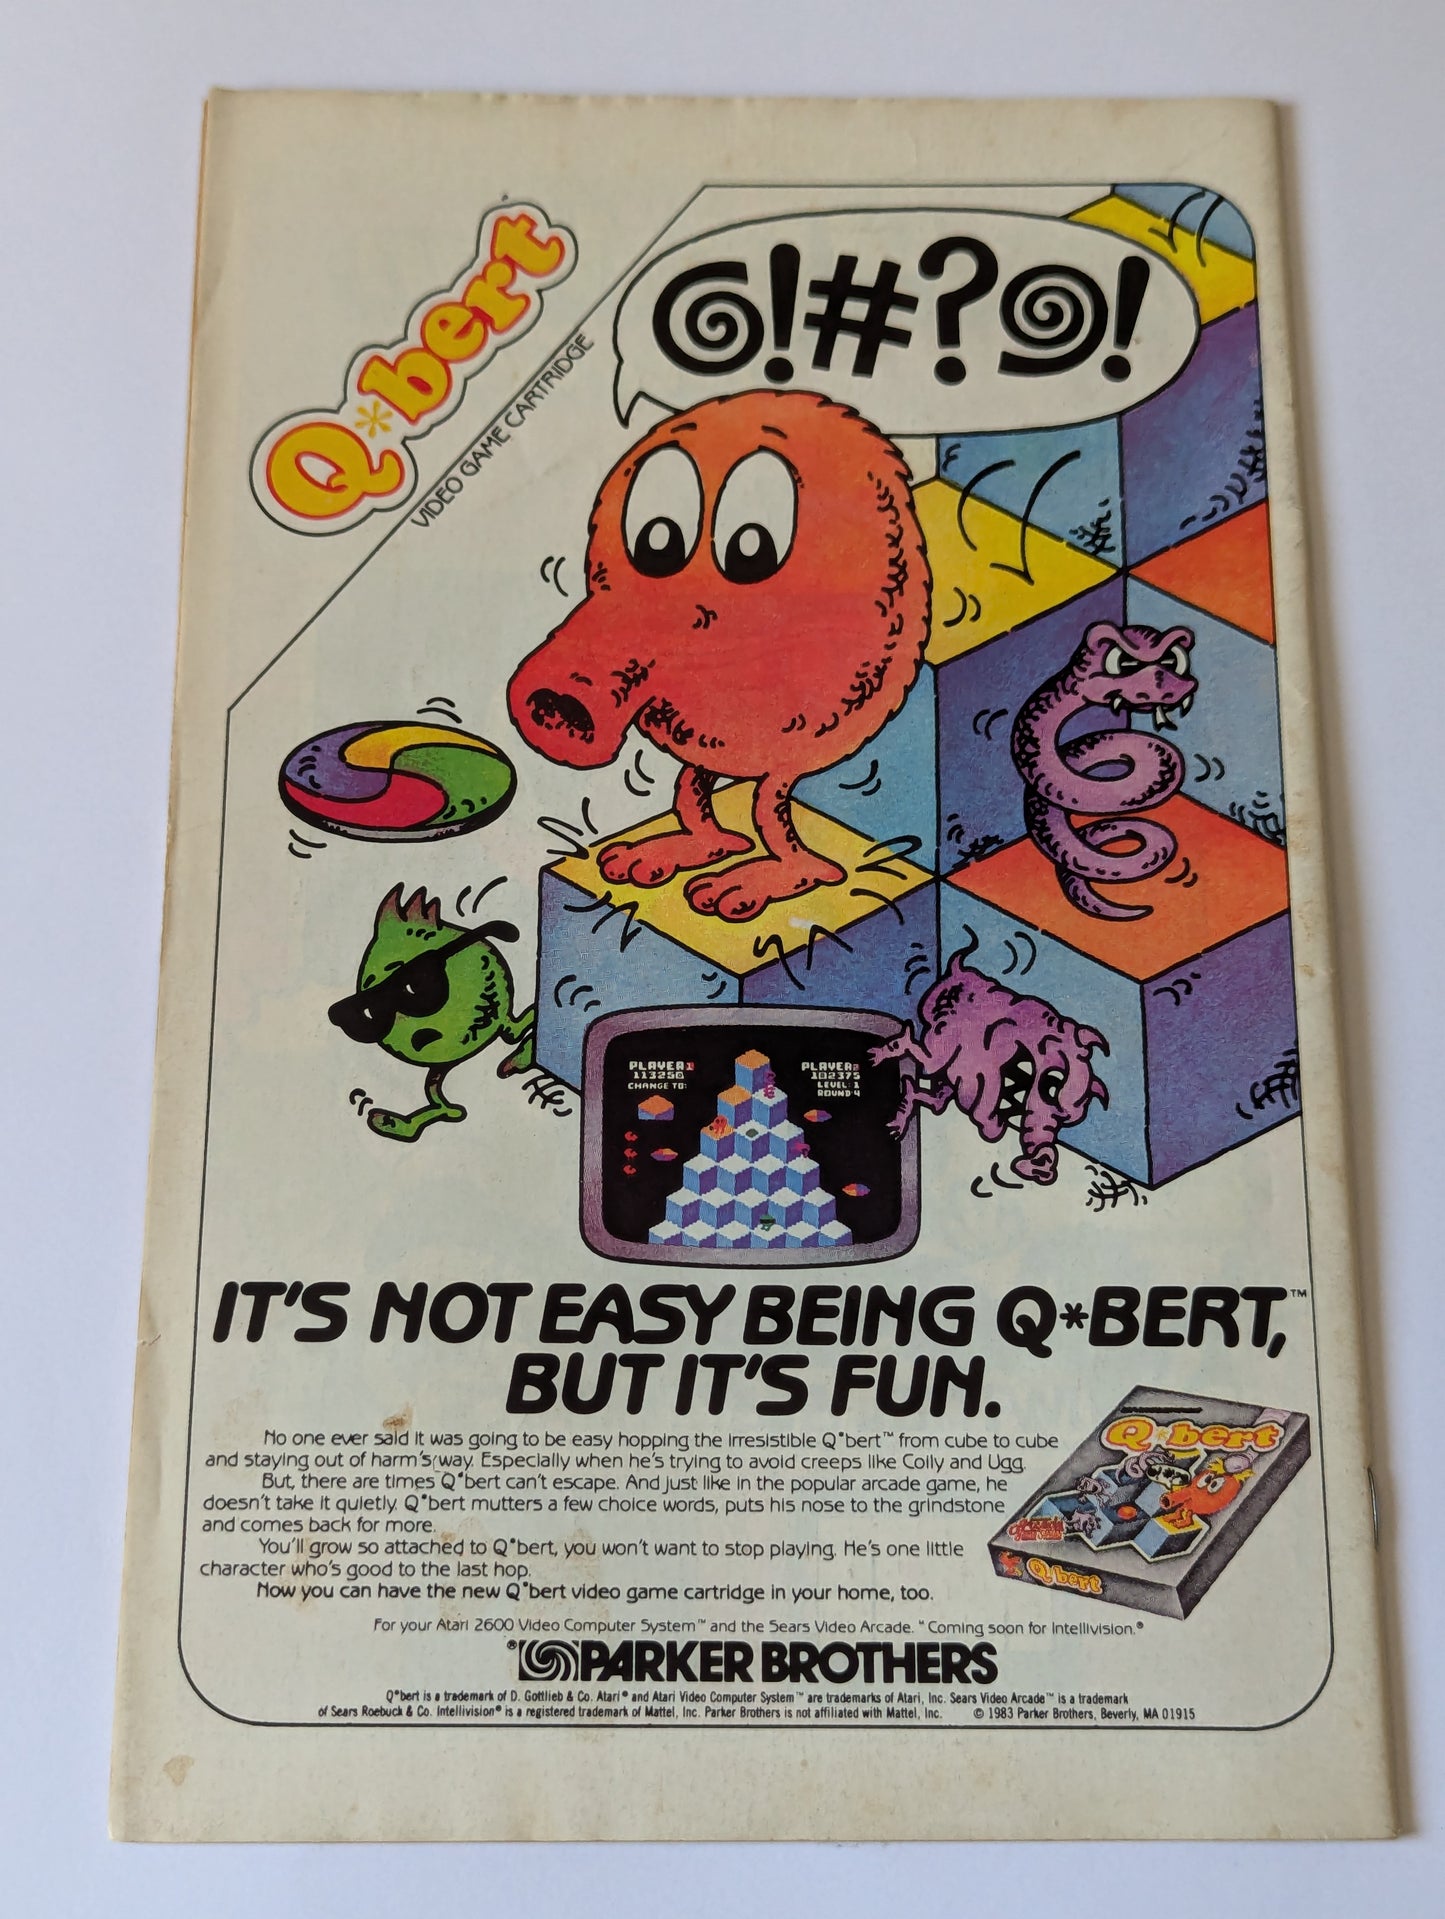 Q*bert
VIDEO GAME CARTRIDGE
@!#?@!
PLAYER1
113250
CHANGE TO:
PLAYER2
102375
LEVEL:1
ROUND:4
IT'S NOT EASY BEING Q*BERT,™
BUT IT'S FUN.
No one ever said it was going to be easy hopping the irresistible Q*bert™ from cube to cube
and staying out of harm's way. Especially when he's trying to avoid creeps like Coily and Ugg.
But, there are times Q*bert can't escape. And just like in the popular arcade game, he
doesn't take it quietly. Q*bert mutters a few choice words, puts his nose to the grindstone
and comes back for more.
You'll grow so attached to Q*bert, you won't want to stop playing. He's one little
character who's good to the last hop.
Now you can have the new Q*bert video game cartridge in your home, too.
Q*bert
Q*bert
For your Atari 2600 Video Computer System™ and the Sears Video Arcade.™ Coming soon for Intellivision.®
® PARKER BROTHERS
Q*bert is a trademark of D. Gottlieb & Co. Atari® and Atari Video Computer System™ are trademarks of Atari, Inc. Sears Video Arcade™ is a trademark
of Sears Roebuck & Co. Intellivision® is a registered trademark of Mattel, Inc. Parker Brothers is not affiliated with Mattel, Inc. © 1983 Parker Brothers, Beverly, MA 01915